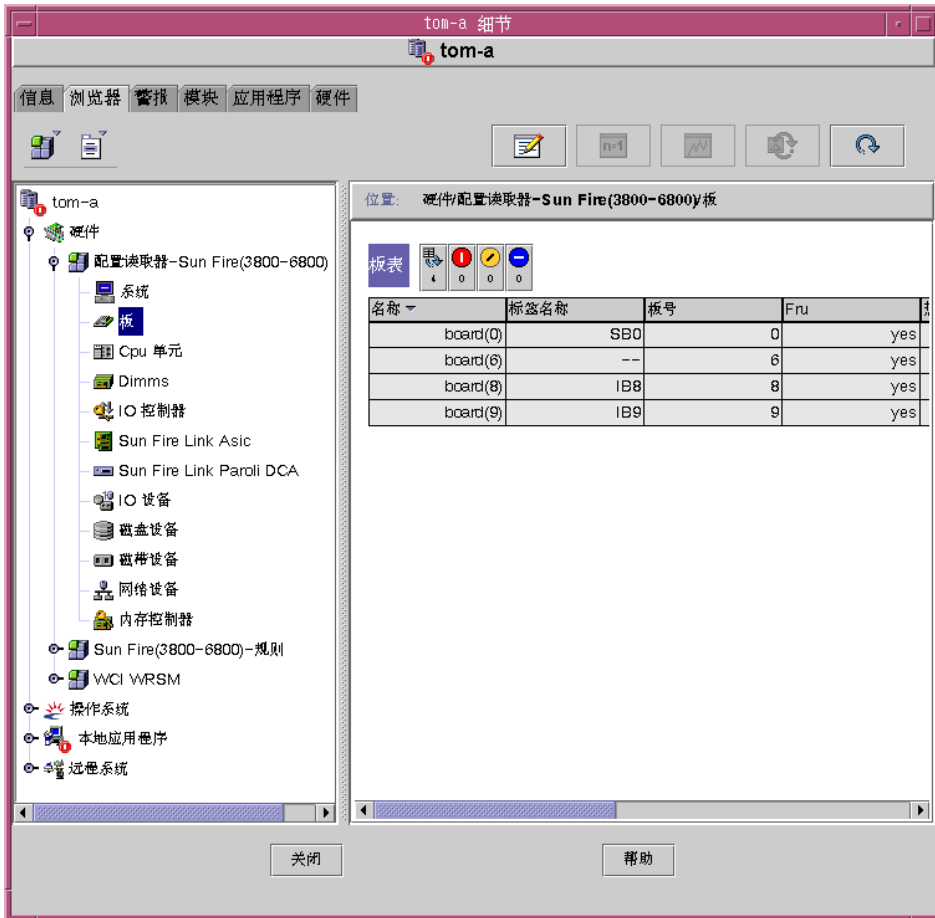 tom-a 细节
tom-a
信息 浏览器 警报 模块 应用程序 硬件
n=1
tom-a
硬件
配置读取器-Sun Fire(3800-6800)
系统
板
Cpu 单元
Dimms
IO 控制器
Sun Fire Link Asic
Sun Fire Link Paroli DCA
IO 设备
磁盘设备
磁带设备
网络设备
内存控制器
Sun Fire(3800-6800)-规则
WCI WRSM
操作系统
本地应用程序
远程系统
位置: 硬件/配置读取器-Sun Fire(3800-6800)/板
板表 4 0 0 0
名称 标签名称 板号 Fru
board(0) SB0 0 yes
board(6) -- 6 yes
board(8) IB8 8 yes
board(9) IB9 9 yes
关闭 帮助